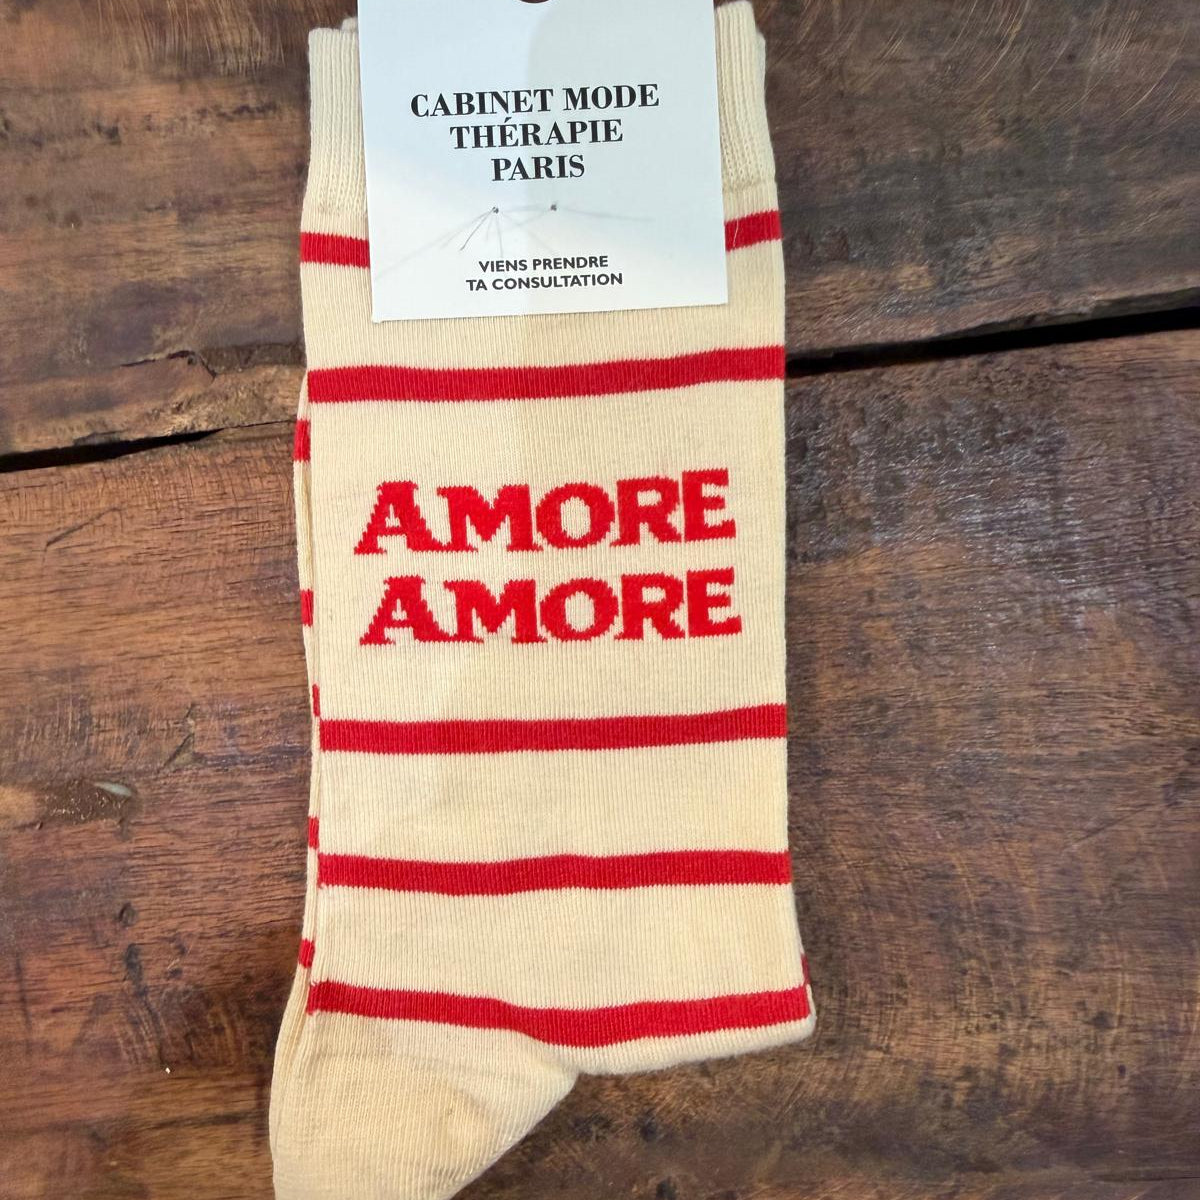 CABINET MODE
THÉRAPIE
PARIS
VIENS PRENDRE
TA CONSULTATION
AMORE
AMORE